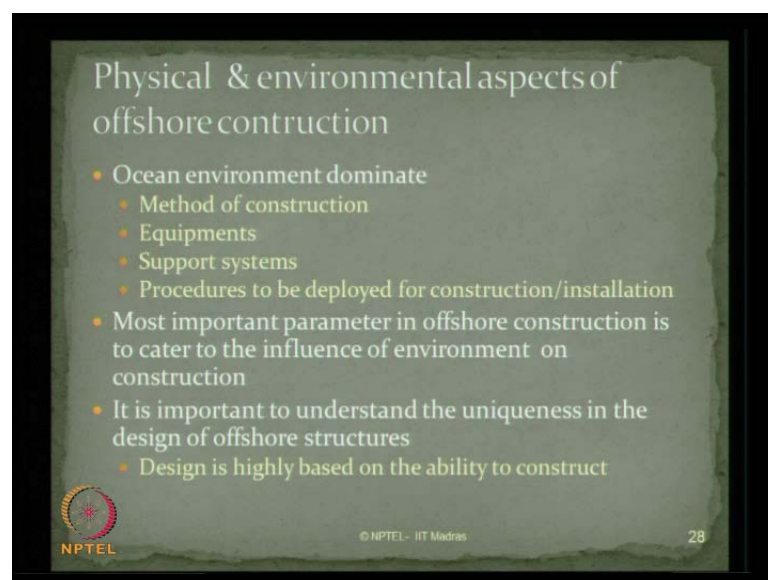 Physical & environmental aspects of
offshore contruction
Ocean environment dominate
Method of construction
Equipments
Support systems
Procedures to be deployed for construction/installation
Most important parameter in offshore construction is
to cater to the influence of environment on
construction
It is important to understand the uniqueness in the
design of offshore structures
Design is highly based on the ability to construct
NPTEL
© NPTEL- IIT Madras
28